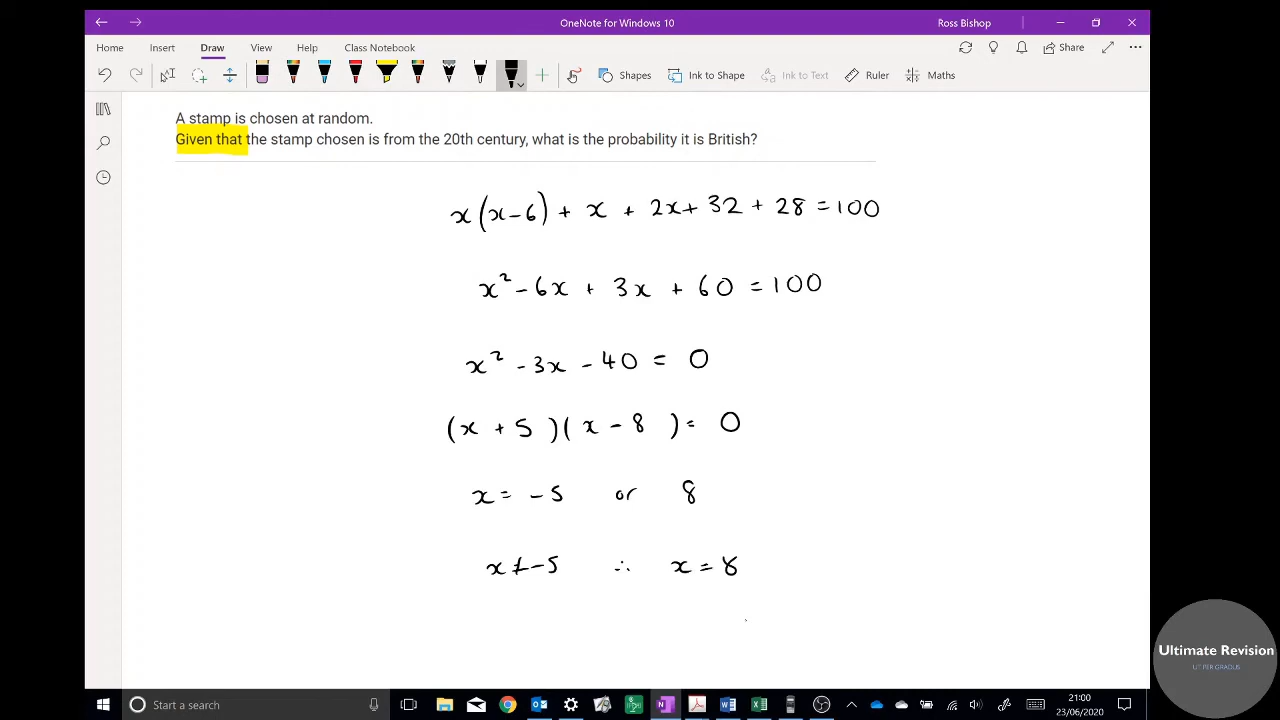 OneNote for Windows 10
Ross Bishop
Home Insert Draw View Help Class Notebook
Share
Shapes Ink to Shape Ink to Text Ruler Maths
A stamp is chosen at random.
Given that the stamp chosen is from the 20th century, what is the probability it is British?
x(x-6) + x + 2x + 32 + 28 = 100
x² - 6x + 3x + 60 = 100
x² - 3x - 40 = 0
(x + 5)(x - 8) = 0
x = -5 or 8
x ≠ -5 ∴ x = 8
Ultimate Revision
UT PER GRADUS
Start a search
21:00
23/06/2020